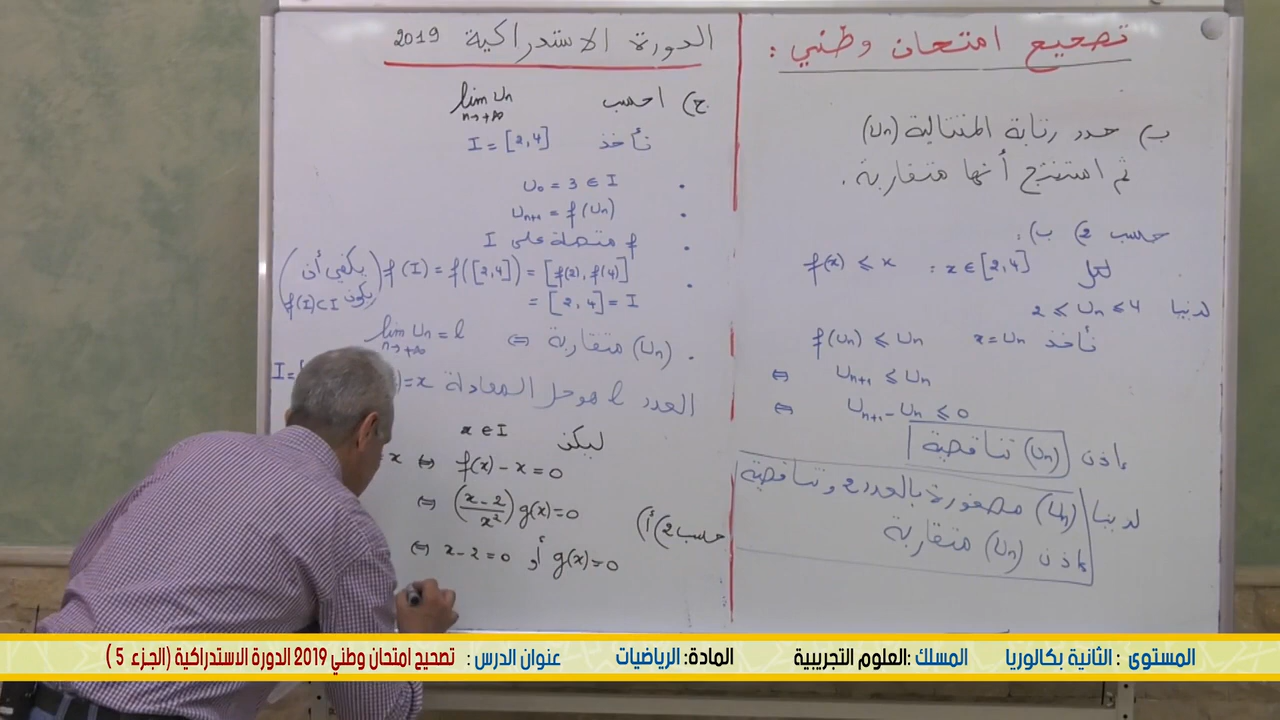 تصحيح امتحان وطني :
ب) حدد رتابة المتتالية (Un)
ثم استنتج أنها متقاربة.
حسب 2) ب):
لكل x∈[2,4] : f(x) ⩽ x
لدينا 2 ⩽ Un ⩽ 4
نأخذ x = Un f(Un) ⩽ Un
⇔ Un+1 ⩽ Un
⇔ Un+1 - Un ⩽ 0
إذن (Un) تناقصية
لدينا (Un) مصغورة بالعدد 2 وتناقصية
إذن (Un) متقاربة
الدورة الاستدراكية 2019
ج) احسب lim Un
n→+∞
نأخذ I = [2,4]
. U0 = 3 ∈ I
. Un+1 = f(Un)
. f متصلة على I
. f(I) = f([2,4]) = [f(2), f(4)]
= [2,4] = I
(يكفي أن
يكون f(I)⊂I)
. (Un) متقاربة ⇔ lim Un = l
n→+∞
العدد l هو حل المعادلة =x
I=
ليكن x ∈ I
x ⇔ f(x) - x = 0
⇔ (x-2/x²) g(x) = 0 حسب 2) أ)
⇔ x-2 = 0 أو g(x) = 0
المستوى : الثانية بكالوريا المسلك :العلوم التجريبية المادة: الرياضيات عنوان الدرس : تصحيح امتحان وطني 2019 الدورة الاستدراكية (الجزء 5 )